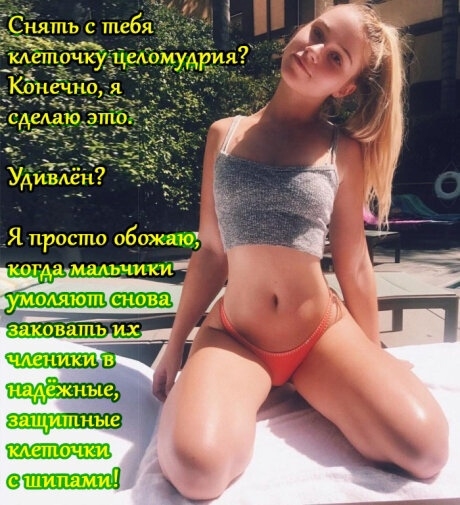 Снять с тебя
клеточку целомудрия?
Конечно, я
сделаю это.
Удивлён?
Я просто обожаю,
когда мальчики
умоляют снова
заковать их
членики в
надёжные,
защитные
клеточки
с шипами!